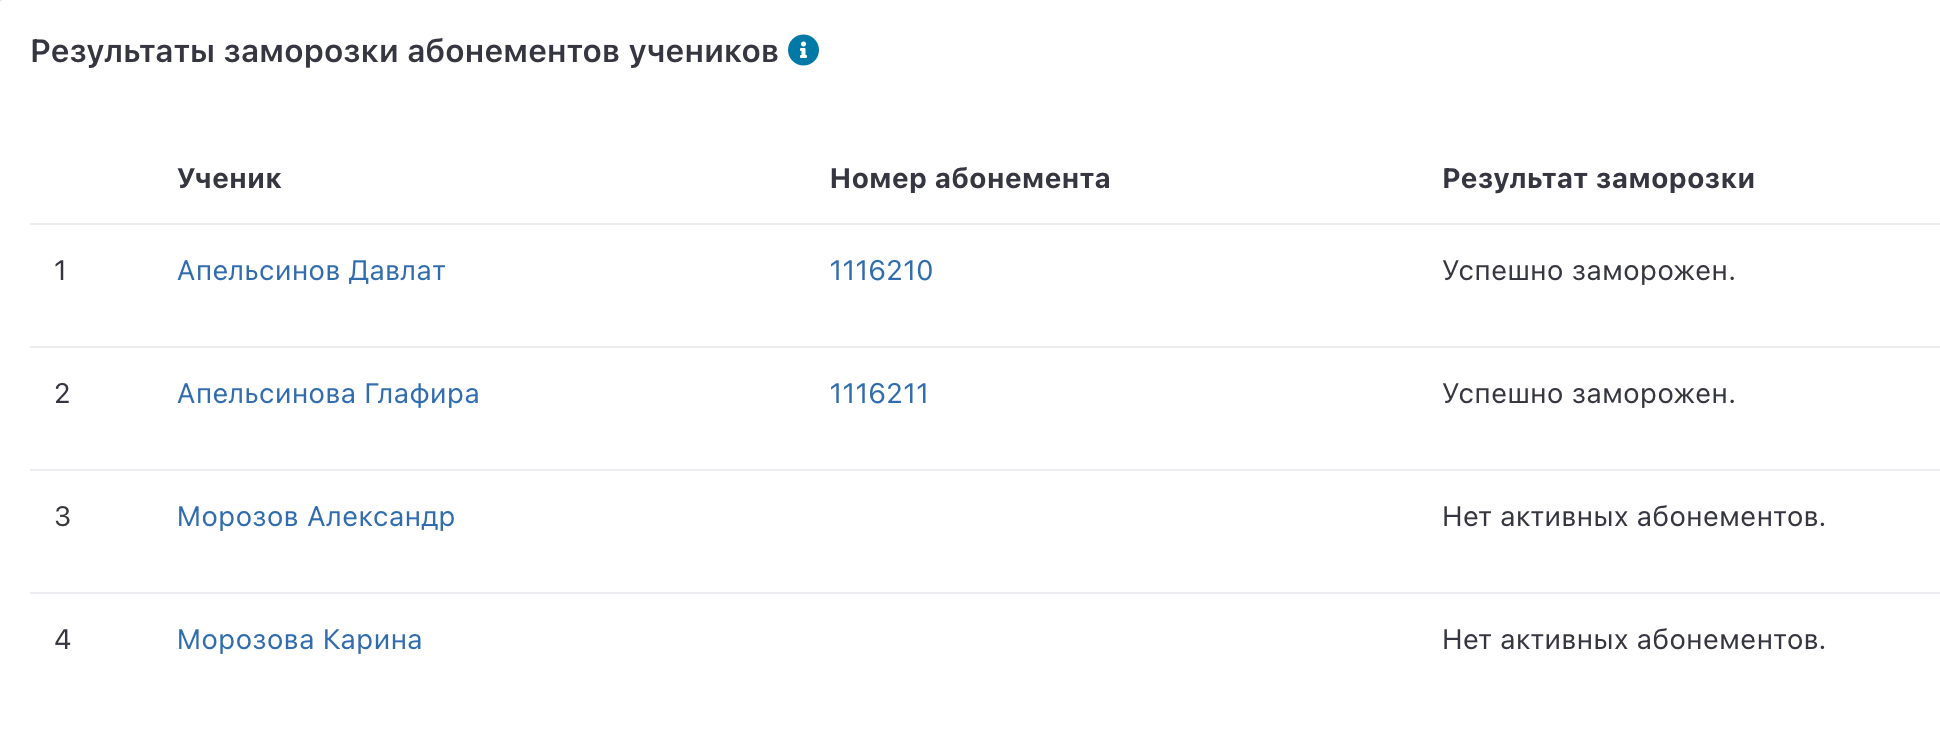 Результаты заморозки абонементов учеников
Ученик Номер абонемента Результат заморозки
1 Апельсинов Давлат 1116210 Успешно заморожен.
2 Апельсинова Глафира 1116211 Успешно заморожен.
3 Морозов Александр Нет активных абонементов.
4 Морозова Карина Нет активных абонементов.